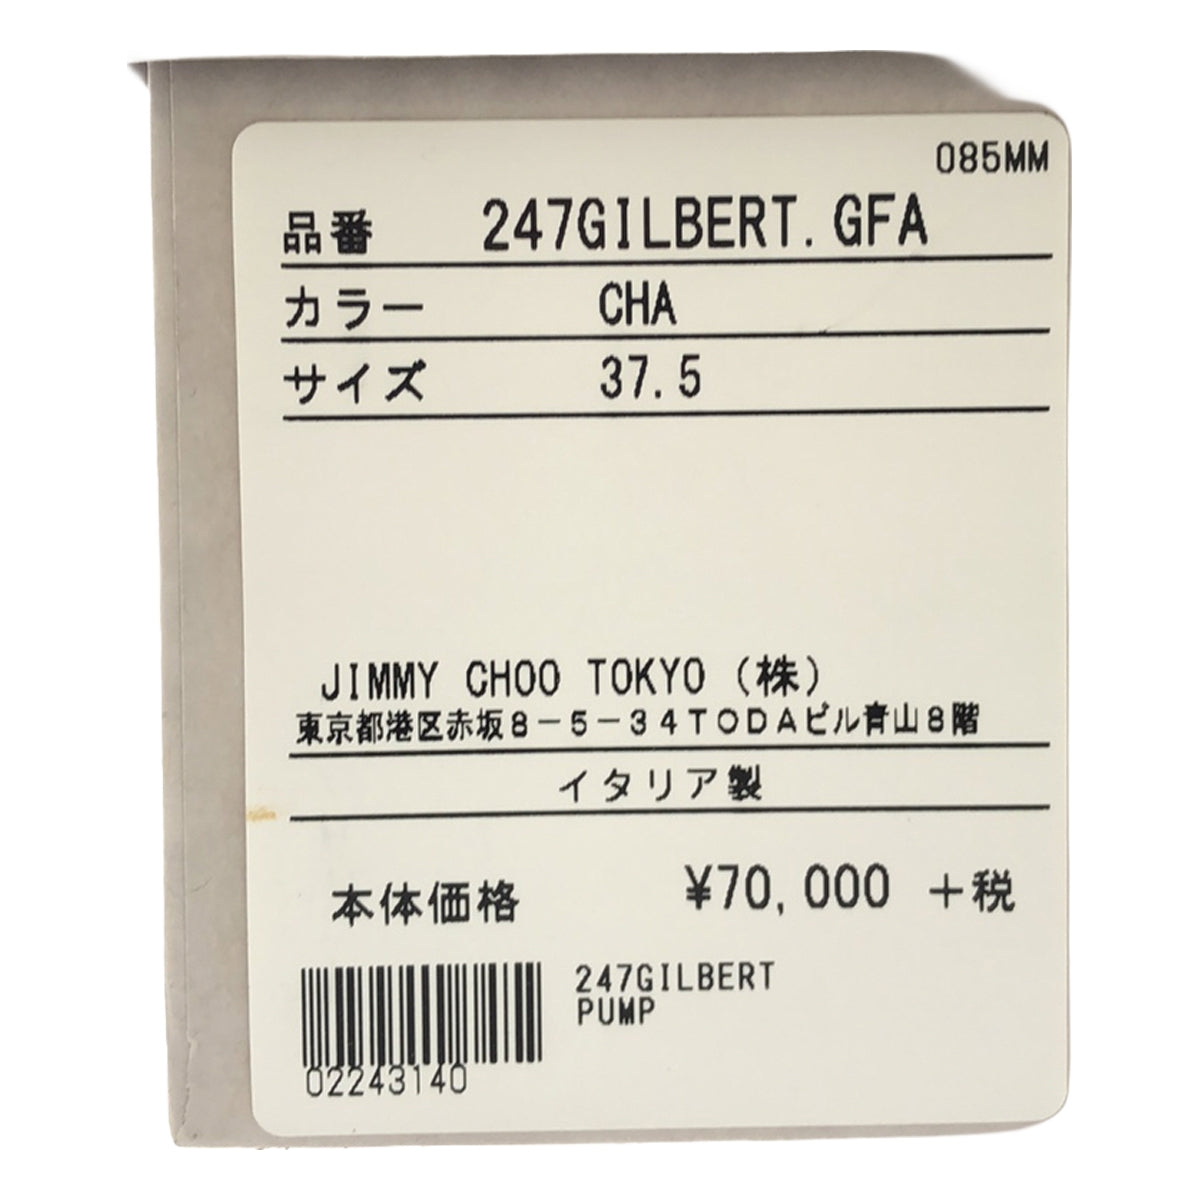 085MM
品番 247GILBERT.GFA
カラー CHA
サイズ 37.5
JIMMY CHOO TOKYO (株)
東京都港区赤坂8-5-34TODAビル青山8階
イタリア製
本体価格 ¥70,000 +税
247GILBERT
PUMP
02243140